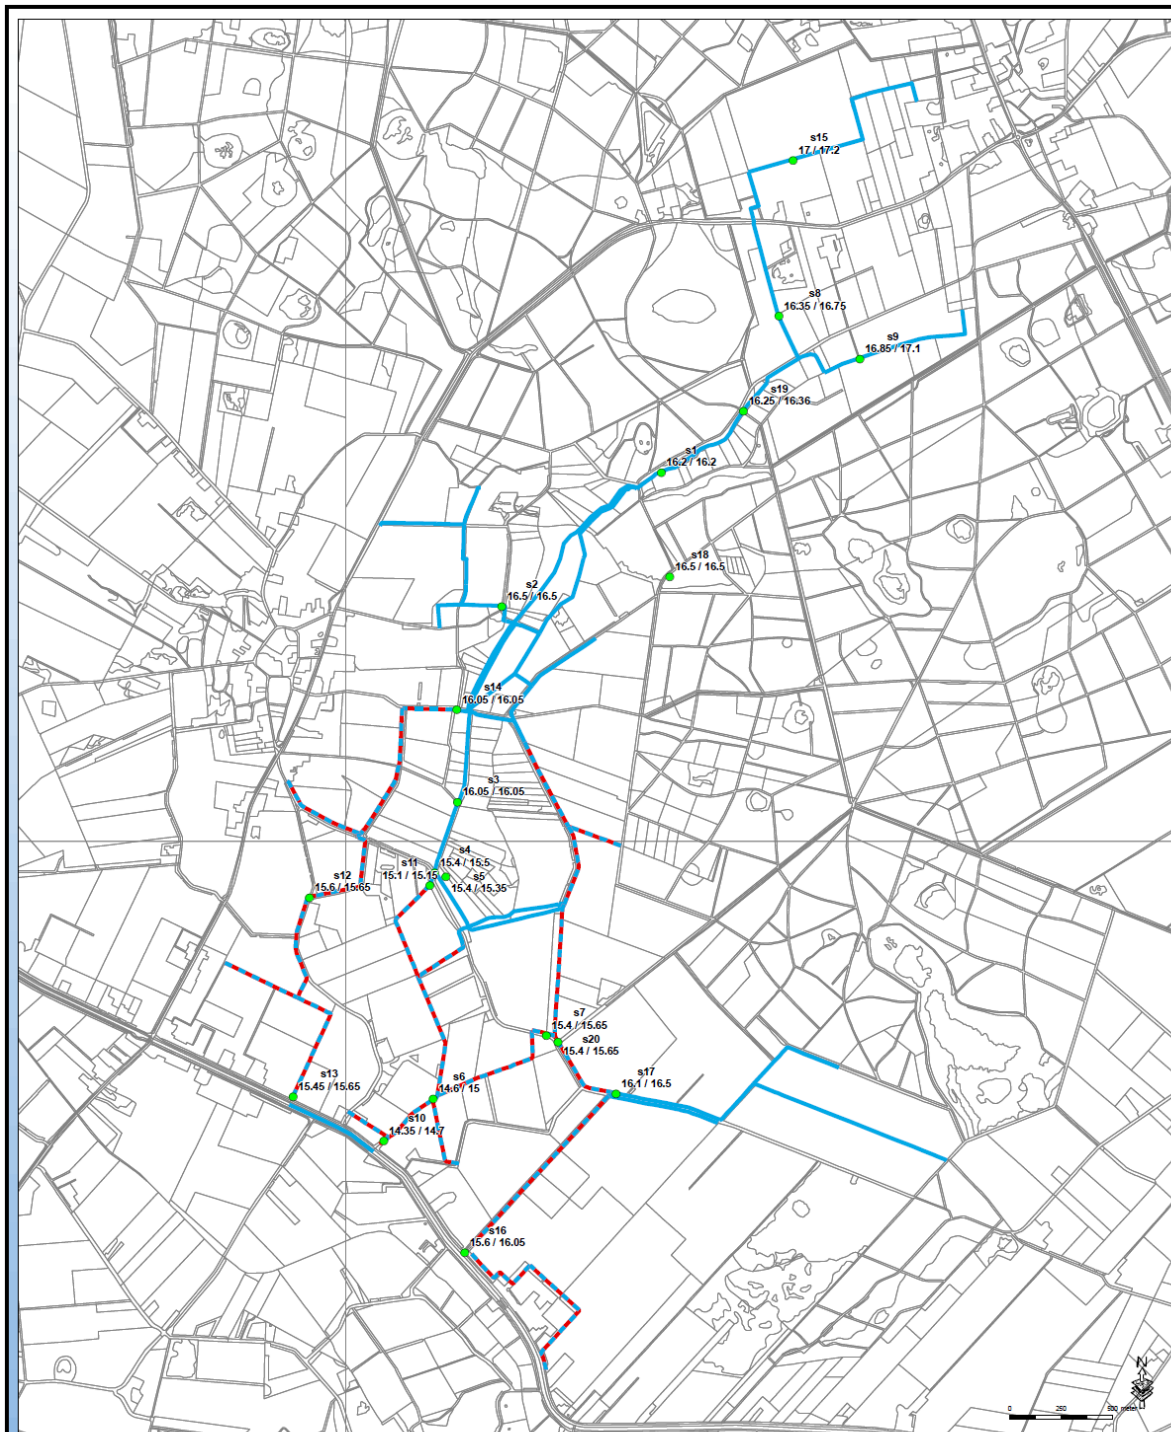 s15
17 / 17.2
s8
16.35 / 16.75
s9
16.85 / 17.1
s19
16.25 / 16.36
s1
16.2 / 16.2
s18
16.5 / 16.5
s2
16.5 / 16.5
s14
16.05 / 16.05
s3
16.05 / 16.05
s4
15.4 / 15.5
s11
15.1 / 15.15
s5
15.4 / 15.35
s12
15.6 / 15.65
s7
15.4 / 15.65
s20
15.4 / 15.65
s17
16.1 / 16.5
s13
15.45 / 15.65
s6
14.6 / 15
s10
14.35 / 14.7
s16
15.6 / 16.05
N
0 250 500 meter